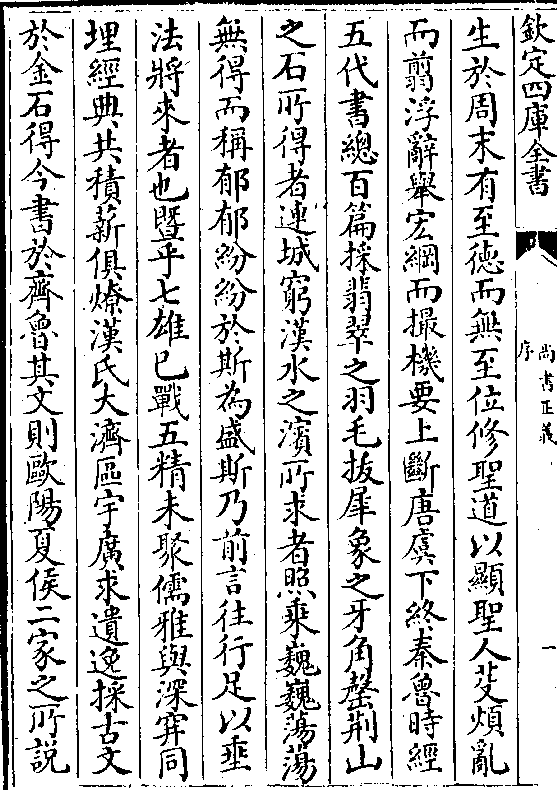 欽定四庫全書
尚書正義
序
一
生於周末有至德而無至位修聖道以顯聖人芟煩亂
而翦浮辭舉宏綱而撮機要上斷唐虞下終秦魯時經
五代書總百篇採翡翠之羽毛拔犀象之牙角罄荆山
之石所得者連城窮漢水之濱所求者照乘巍巍蕩蕩
無得而稱郁郁紛紛於斯為盛斯乃前言往行足以垂
法將來者也暨乎七雄已戰五精未聚儒雅與深穽同
埋經典共積薪俱燎漢氏大濟區宇廣求遺逸採古文
於金石得今書於齊魯其文則歐陽夏侯二家之所說